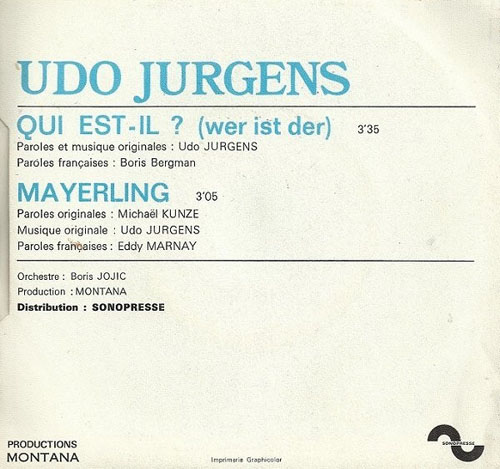 UDO JURGENS
QUI EST-IL ? (wer ist der) 3'35
Paroles et musique originales : Udo JURGENS
Paroles françaises : Boris Bergman
MAYERLING 3'05
Paroles originales : Michaël KUNZE
Musique originale : Udo JURGENS
Paroles françaises : Eddy MARNAY
Orchestre : Boris JOJIC
Production : MONTANA
Distribution : SONOPRESSE
PRODUCTIONS
MONTANA
Imprimerie Graphicolor
SONOPRESSE